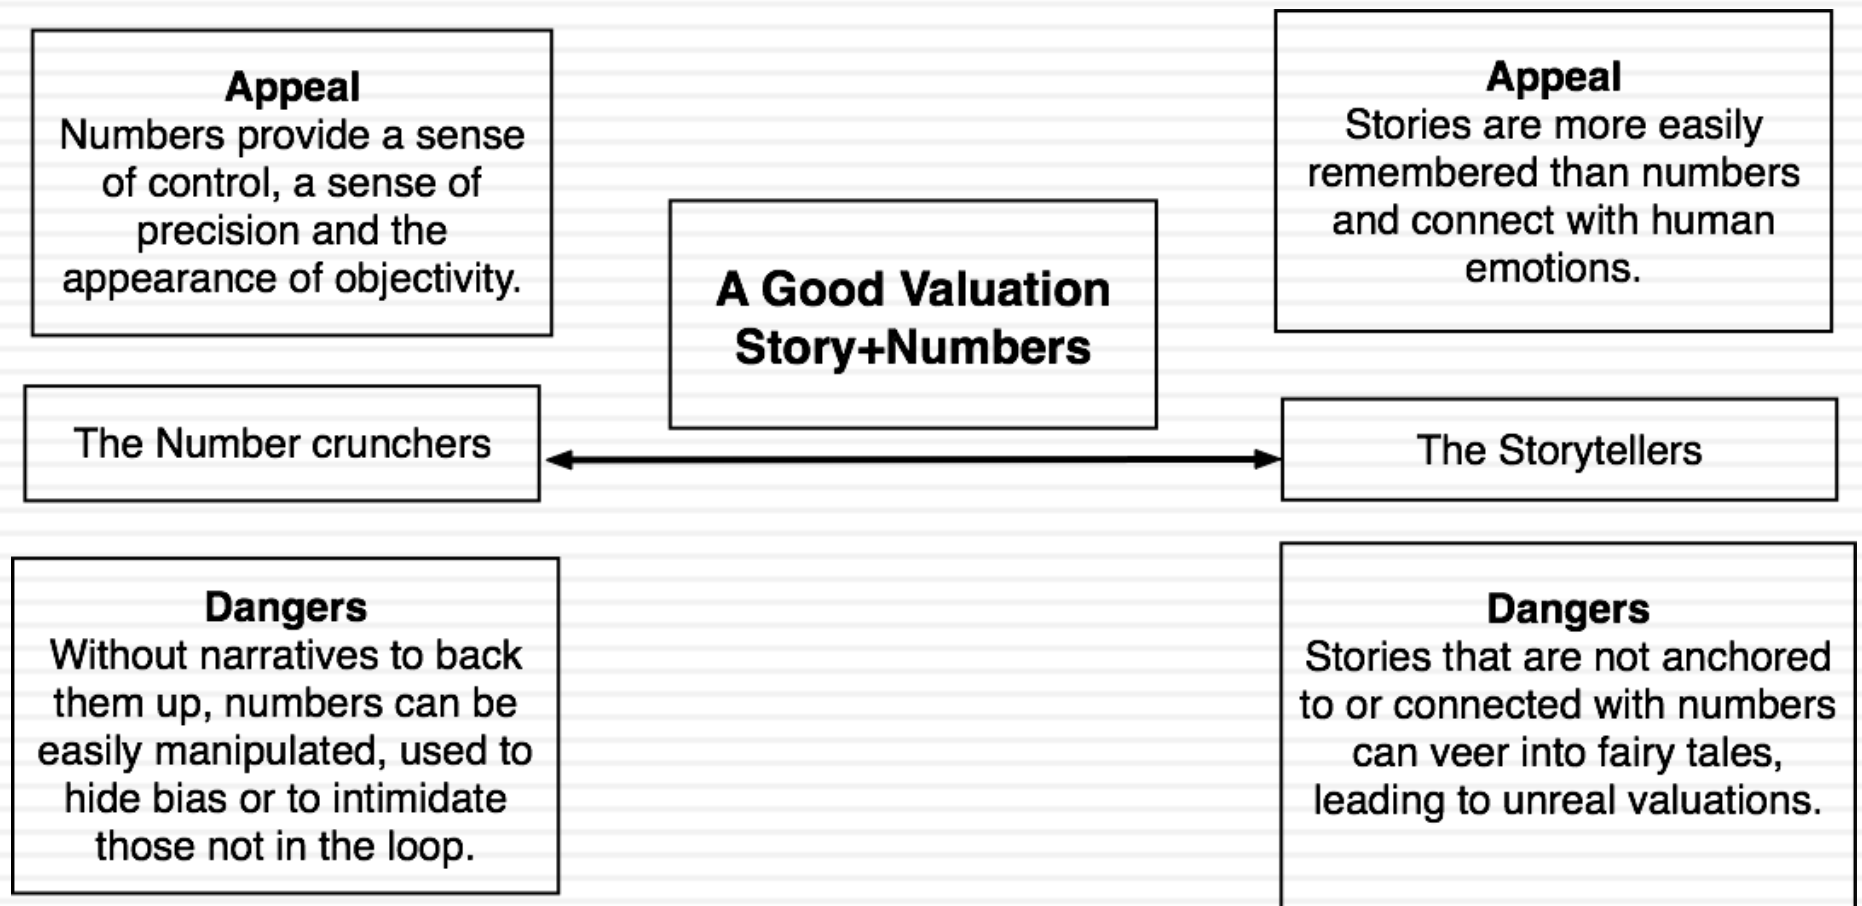 Appeal
Numbers provide a sense
of control, a sense of
precision and the
appearance of objectivity.
The Number crunchers
Dangers
Without narratives to back
them up, numbers can be
easily manipulated, used to
hide bias or to intimidate
those not in the loop.
A Good Valuation
Story+Numbers
Appeal
Stories are more easily
remembered than numbers
and connect with human
emotions.
The Storytellers
Dangers
Stories that are not anchored
to or connected with numbers
can veer into fairy tales,
leading to unreal valuations.